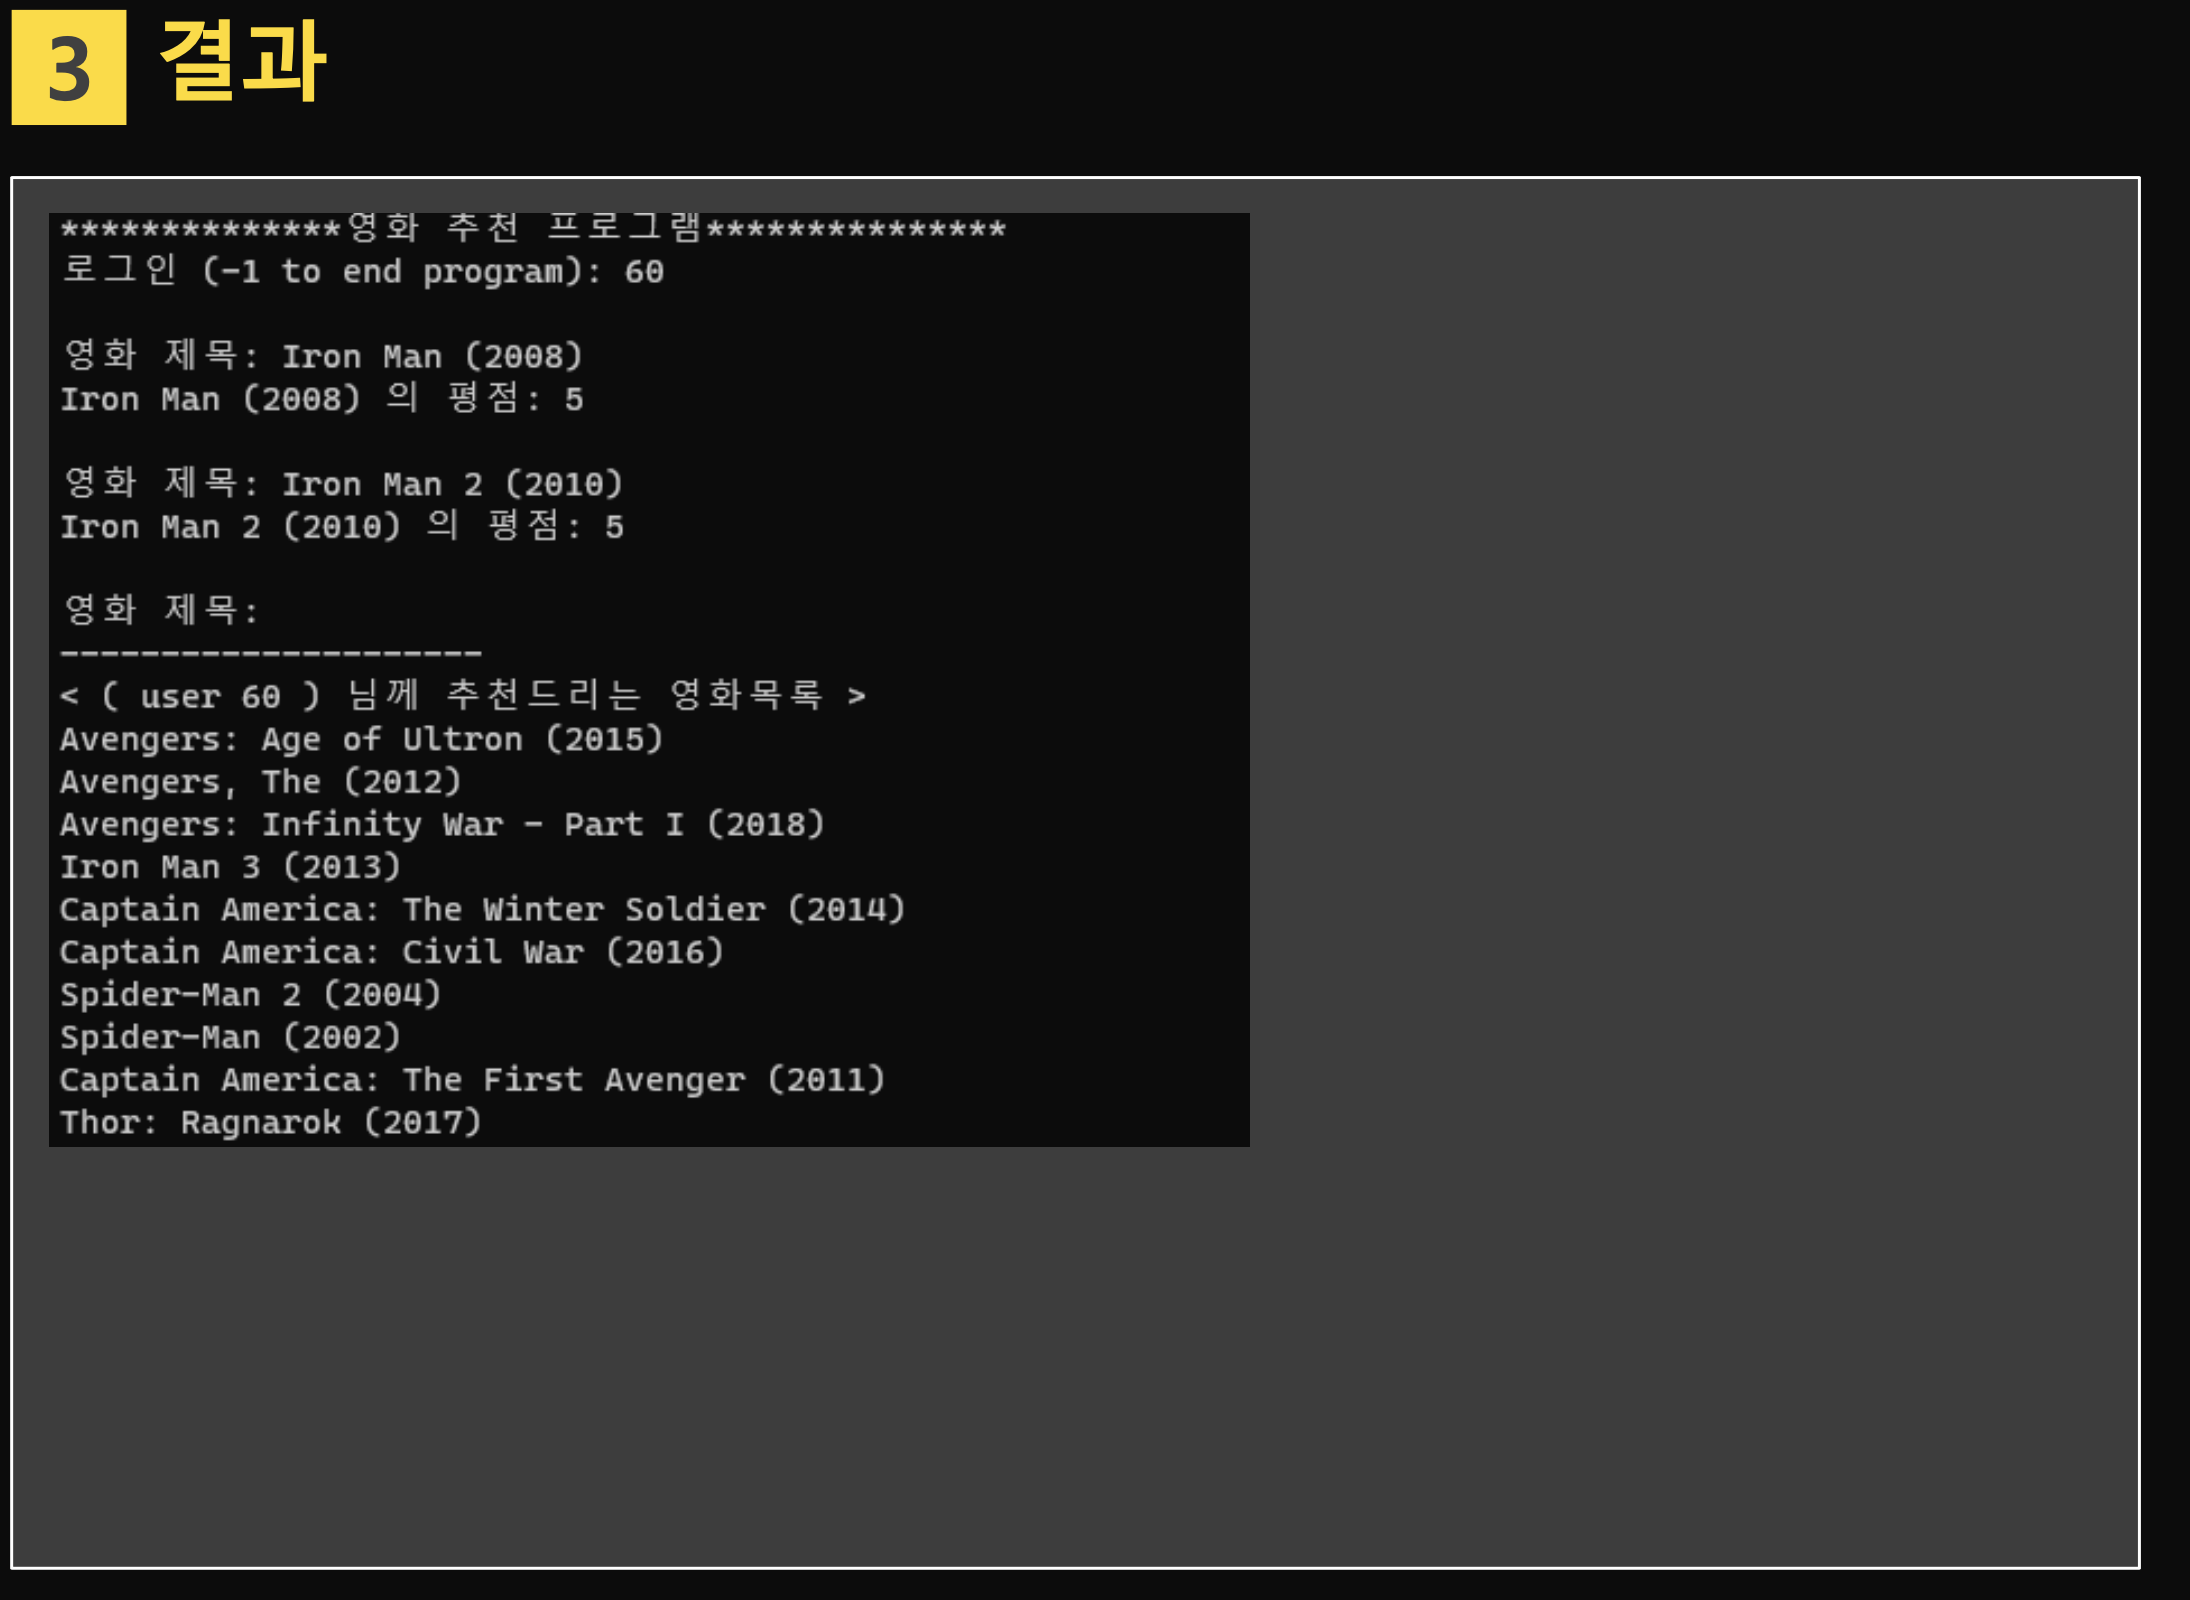 3 결과
**************영화 추천 프로그램***************
로그인 (-1 to end program): 60
영화 제목: Iron Man (2008)
Iron Man (2008) 의 평점: 5
영화 제목: Iron Man 2 (2010)
Iron Man 2 (2010) 의 평점: 5
영화 제목:
---------------------
< ( user 60 ) 님께 추천드리는 영화목록 >
Avengers: Age of Ultron (2015)
Avengers, The (2012)
Avengers: Infinity War - Part I (2018)
Iron Man 3 (2013)
Captain America: The Winter Soldier (2014)
Captain America: Civil War (2016)
Spider-Man 2 (2004)
Spider-Man (2002)
Captain America: The First Avenger (2011)
Thor: Ragnarok (2017)